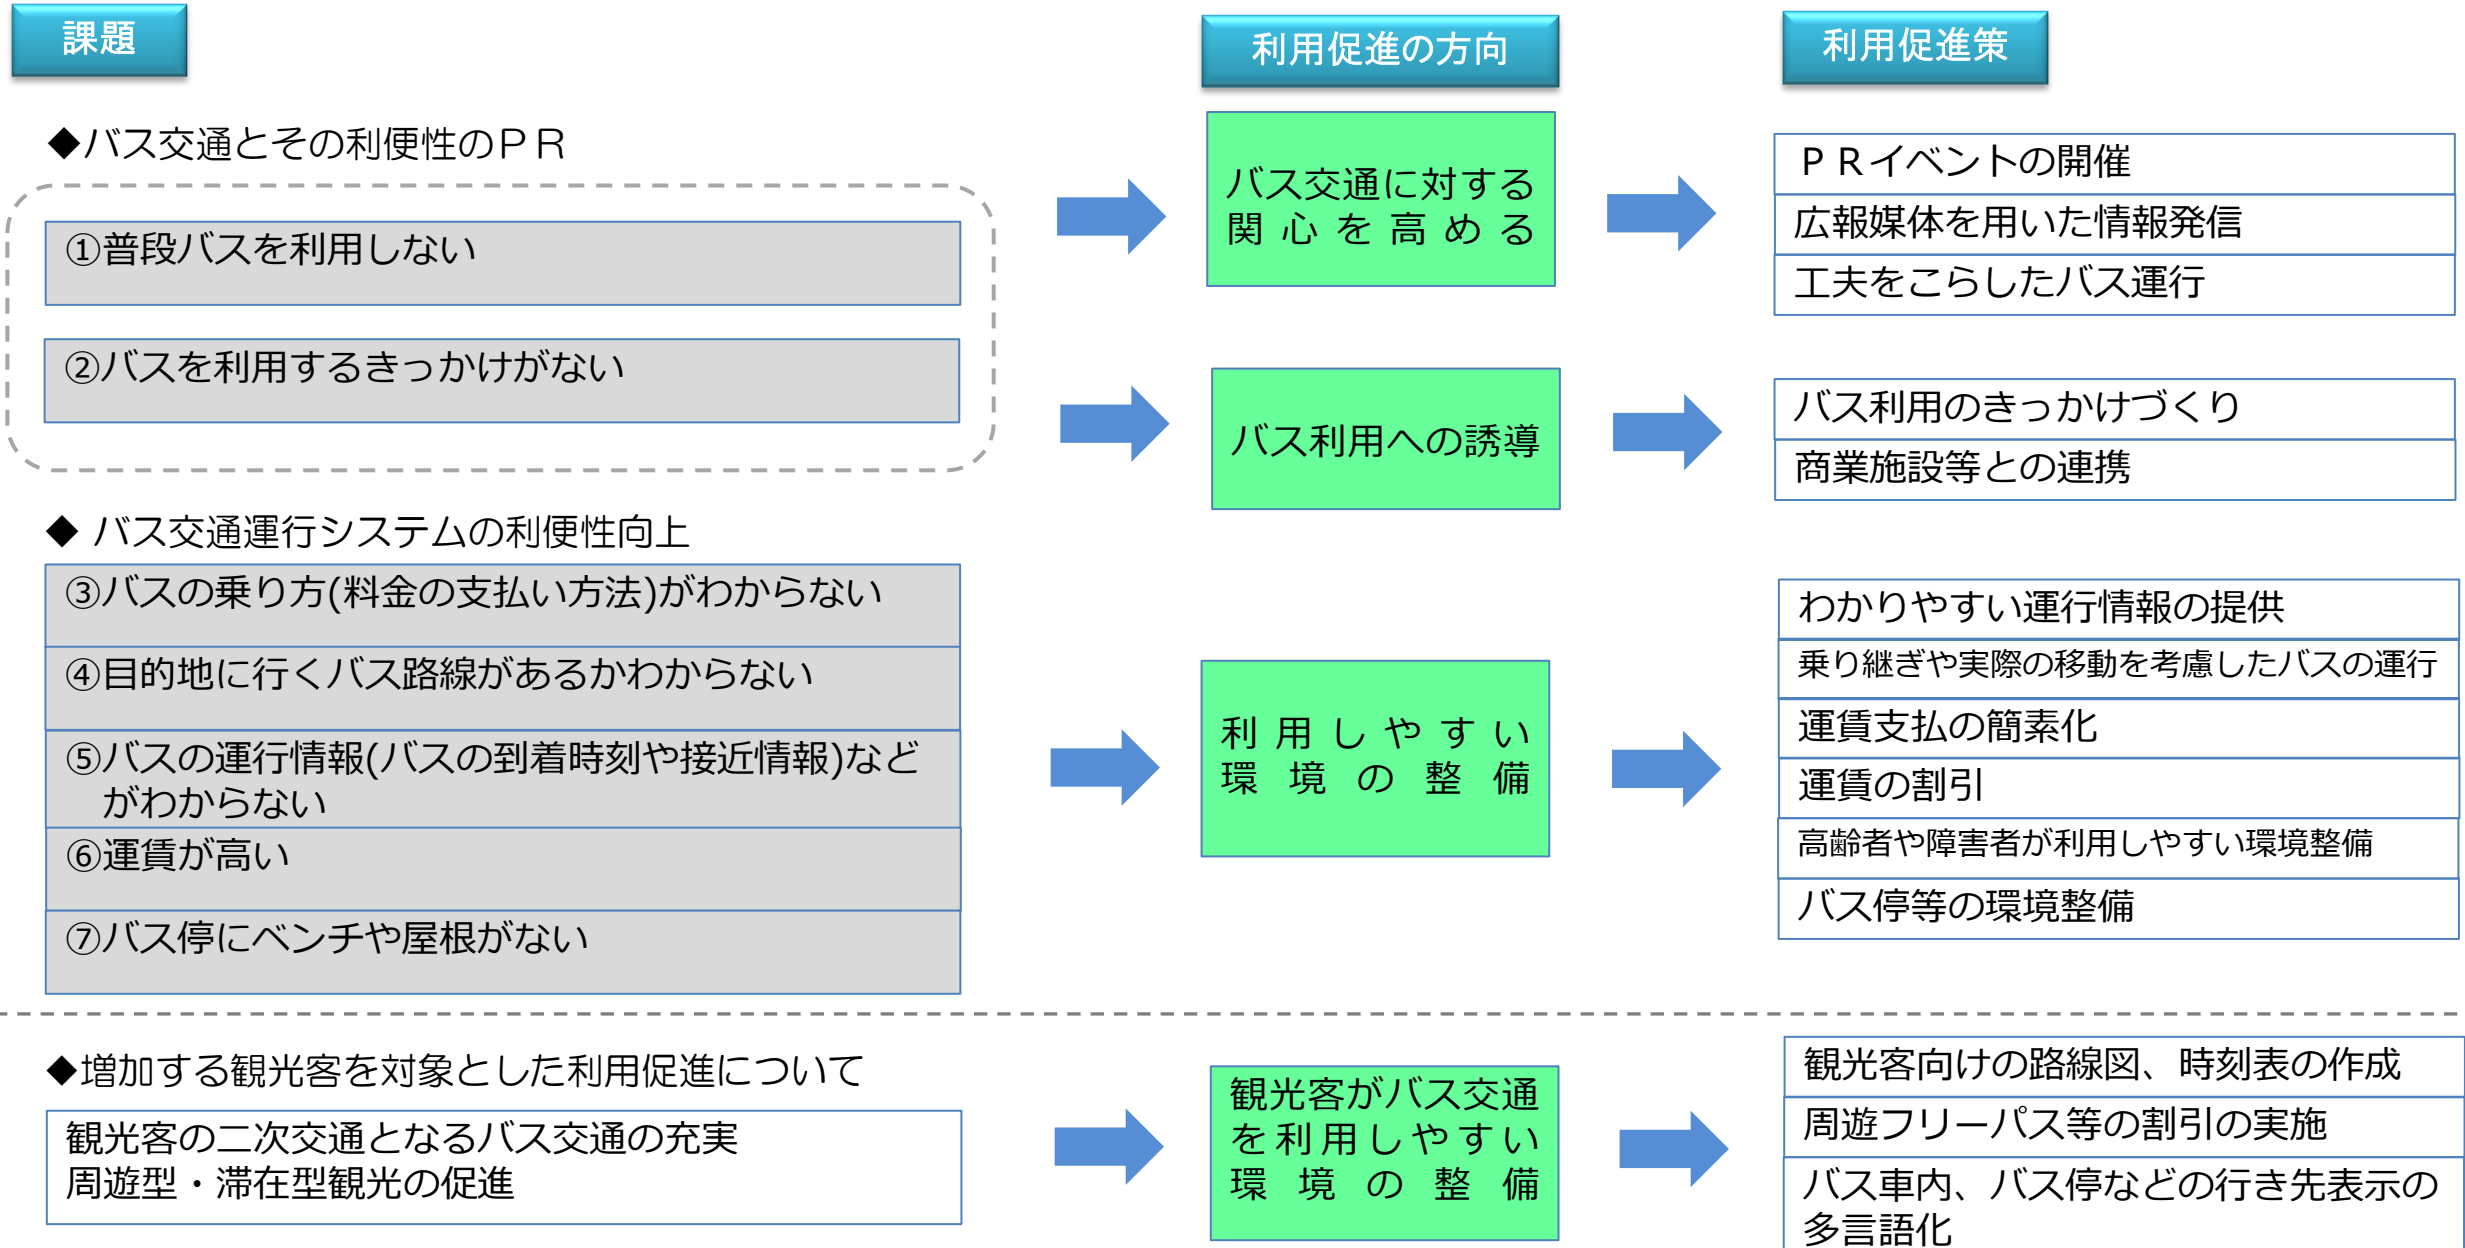 課題
利用促進の方向
利用促進策
◆バス交通とその利便性のＰＲ
①普段バスを利用しない
②バスを利用するきっかけがない
バス交通に対する
関心を高める
ＰＲイベントの開催
広報媒体を用いた情報発信
工夫をこらしたバス運行
バス利用への誘導
バス利用のきっかけづくり
商業施設等との連携
◆ バス交通運行システムの利便性向上
③バスの乗り方(料金の支払い方法)がわからない
④目的地に行くバス路線があるかわからない
⑤バスの運行情報(バスの到着時刻や接近情報)など
がわからない
⑥運賃が高い
⑦バス停にベンチや屋根がない
利用しやすい
環境の整備
わかりやすい運行情報の提供
乗り継ぎや実際の移動を考慮したバスの運行
運賃支払の簡素化
運賃の割引
高齢者や障害者が利用しやすい環境整備
バス停等の環境整備
◆増加する観光客を対象とした利用促進について
観光客の二次交通となるバス交通の充実
周遊型・滞在型観光の促進
観光客がバス交通
を利用しやすい
環境の整備
観光客向けの路線図、時刻表の作成
周遊フリーパス等の割引の実施
バス車内、バス停などの行き先表示の
多言語化